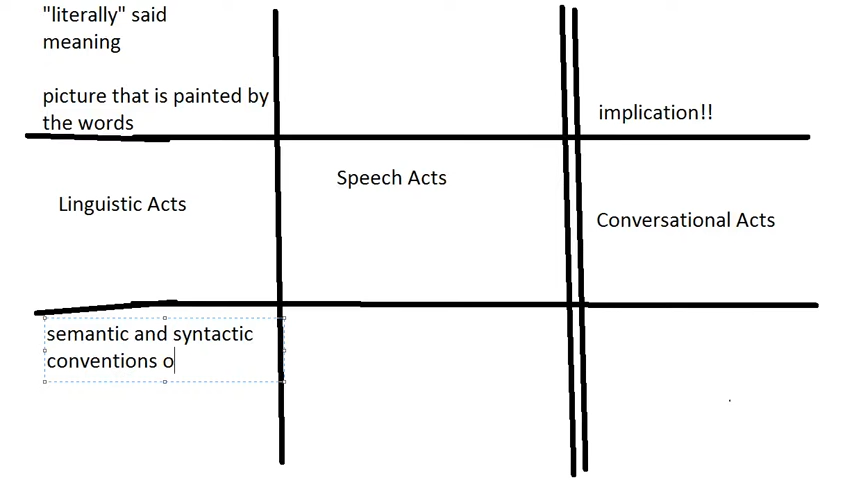 "literally" said
meaning
picture that is painted by
the words
implication!!
Linguistic Acts
Speech Acts
Conversational Acts
semantic and syntactic
conventions o